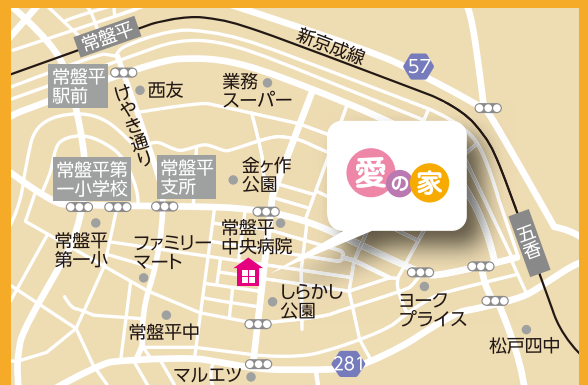 常盤平
新京成線
57
常盤平
駅前
西友
けやき通り
業務
スーパー
常盤平第
一小学校
常盤平
支所
金ヶ作
公園
愛の家
常盤平
第一小
ファミリー
マート
常盤平
中央病院
五香
しらかし
公園
ヨーク
プライス
常盤平中
松戸四中
281
マルエツ